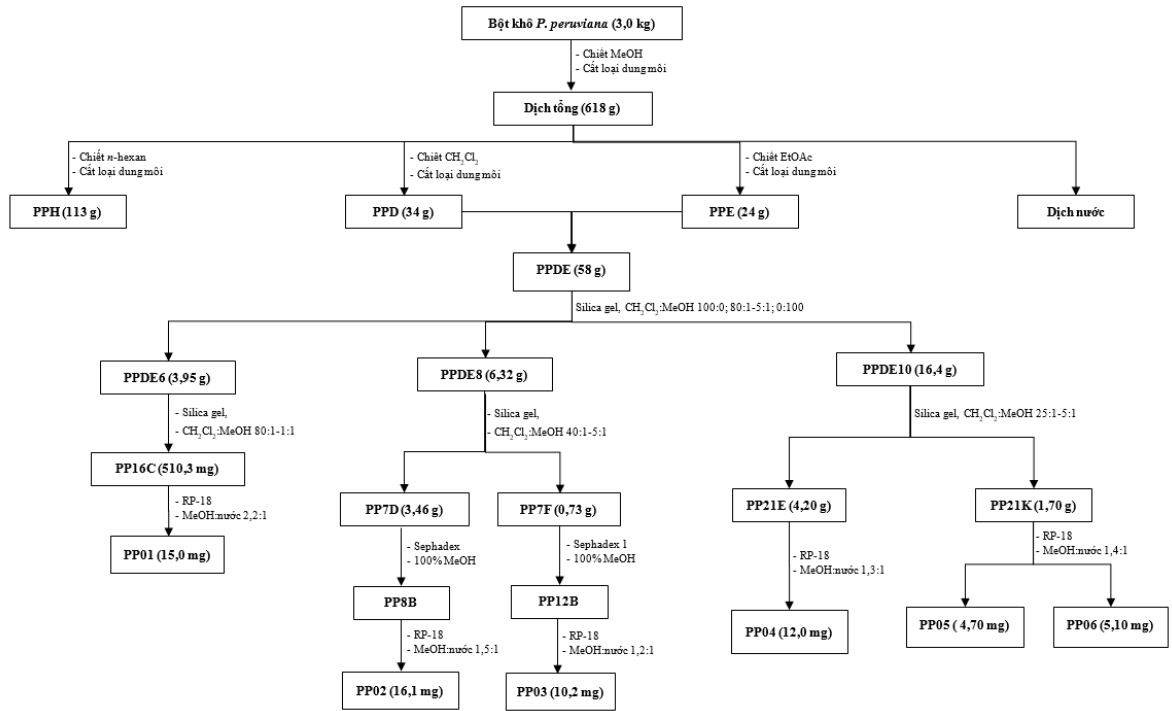 Bột khô P. peruviana (3,0 kg)
- Chiết MeOH
- Cất loại dung môi
Dịch tổng (618 g)
- Chiết n-hexan
- Cất loại dung môi
- Chiết CH₂Cl₂
- Cất loại dung môi
- Chiết EtOAc
- Cất loại dung môi
PPH (113 g)
PPD (34 g)
PPE (24 g)
Dịch nước
PPDE (58 g)
Silica gel, CH₂Cl₂:MeOH 100:0; 80:1-5:1; 0:100
PPDE6 (3,95 g)
PPDE8 (6,32 g)
PPDE10 (16,4 g)
- Silica gel,
- CH₂Cl₂:MeOH 80:1-1:1
- Silica gel,
- CH₂Cl₂:MeOH 40:1-5:1
Silica gel, CH₂Cl₂:MeOH 25:1-5:1
PP16C (510,3 mg)
PP7D (3,46 g)
PP7F (0,73 g)
PP21E (4,20 g)
PP21K (1,70 g)
- RP-18
- MeOH:nước 2,2:1
- Sephadex
- 100% MeOH
- Sephadex 1
- 100% MeOH
- RP-18
- MeOH:nước 1,3:1
- RP-18
- MeOH:nước 1,4:1
PP01 (15,0 mg)
PP8B
PP12B
PP04 (12,0 mg)
PP05 ( 4,70 mg)
PP06 (5,10 mg)
- RP-18
- MeOH:nước 1,5:1
- RP-18
- MeOH:nước 1,2:1
PP02 (16,1 mg)
PP03 (10,2 mg)